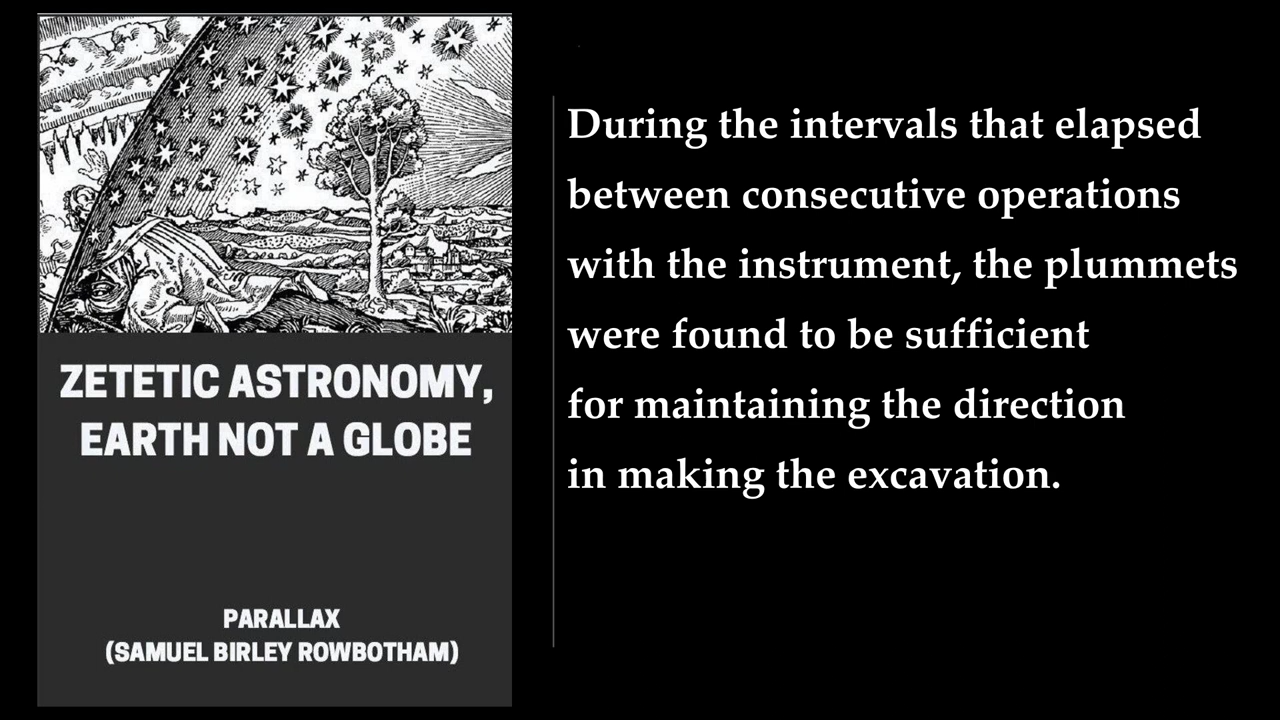 ZETETIC ASTRONOMY,
EARTH NOT A GLOBE
PARALLAX
(SAMUEL BIRLEY ROWBOTHAM)
During the intervals that elapsed
between consecutive operations
with the instrument, the plummets
were found to be sufficient
for maintaining the direction
in making the excavation.